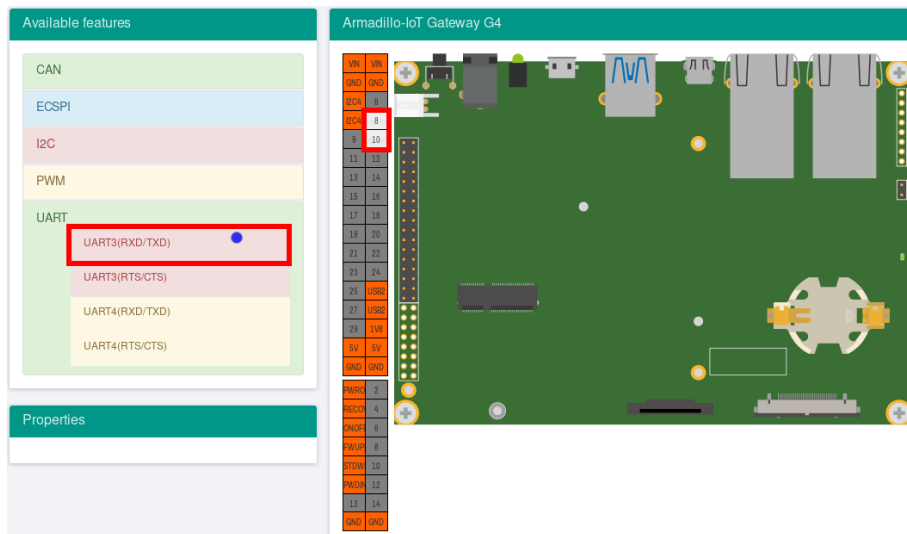 Available features
CAN
ECSPI
I2C
PWM
UART
UART3(RXD/TXD)
UART3(RTS/CTS)
UART4(RXD/TXD)
UART4(RTS/CTS)
Properties
Armadillo-IoT Gateway G4
VIN VIN
GND GND
I2C4 6
I2C4 8
9 10
11 12
13 14
15 16
17 18
19 20
21 22
23 24
25 USB2
27 USB2
29 1V8
5V 5V
GND GND
PWRO 2
RECO 4
ONOF 6
FWUP 8
STDW 10
PWDIN 12
13 14
GND GND